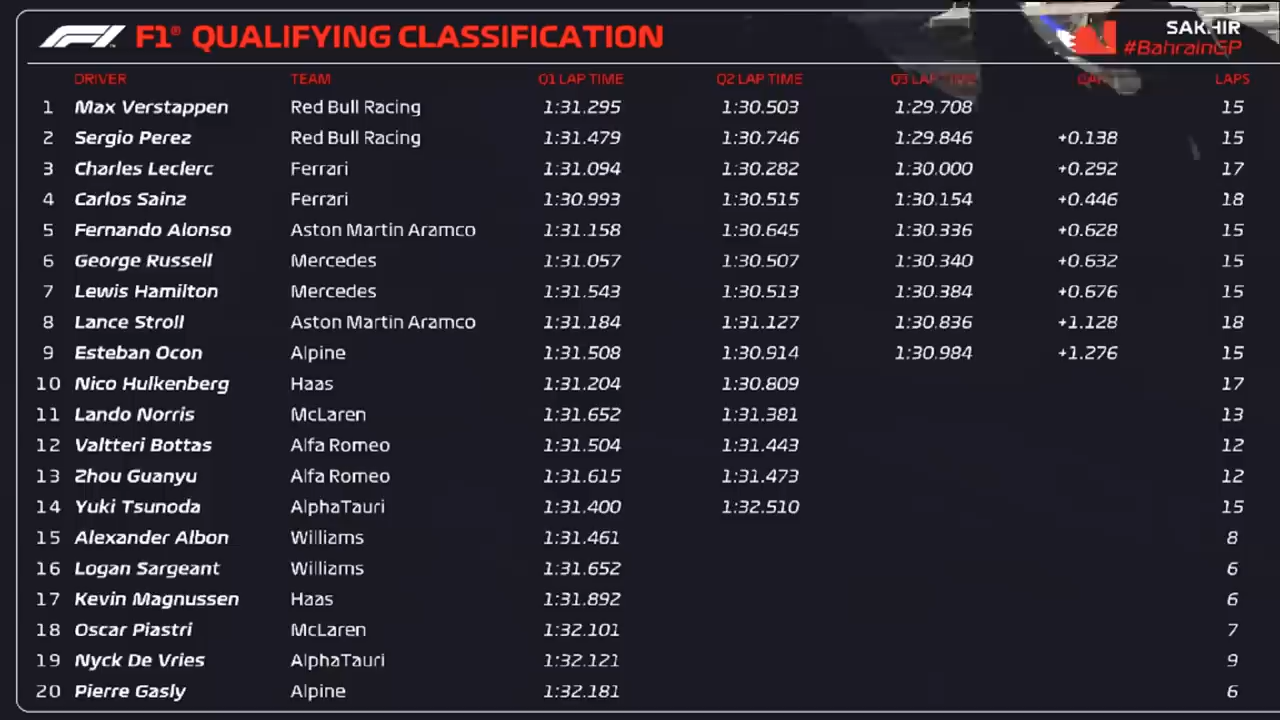 F1® QUALIFYING CLASSIFICATION
SAKHIR
#BahrainGP
DRIVER TEAM Q1 LAP TIME Q2 LAP TIME Q3 LAP TIME GAP LAPS
1 Max Verstappen Red Bull Racing 1:31.295 1:30.503 1:29.708 15
2 Sergio Perez Red Bull Racing 1:31.479 1:30.746 1:29.846 +0.138 15
3 Charles Leclerc Ferrari 1:31.094 1:30.282 1:30.000 +0.292 17
4 Carlos Sainz Ferrari 1:30.993 1:30.515 1:30.154 +0.446 18
5 Fernando Alonso Aston Martin Aramco 1:31.158 1:30.645 1:30.336 +0.628 15
6 George Russell Mercedes 1:31.057 1:30.507 1:30.340 +0.632 15
7 Lewis Hamilton Mercedes 1:31.543 1:30.513 1:30.384 +0.676 15
8 Lance Stroll Aston Martin Aramco 1:31.184 1:31.127 1:30.836 +1.128 18
9 Esteban Ocon Alpine 1:31.508 1:30.914 1:30.984 +1.276 15
10 Nico Hulkenberg Haas 1:31.204 1:30.809 17
11 Lando Norris McLaren 1:31.652 1:31.381 13
12 Valtteri Bottas Alfa Romeo 1:31.504 1:31.443 12
13 Zhou Guanyu Alfa Romeo 1:31.615 1:31.473 12
14 Yuki Tsunoda AlphaTauri 1:31.400 1:32.510 15
15 Alexander Albon Williams 1:31.461 8
16 Logan Sargeant Williams 1:31.652 6
17 Kevin Magnussen Haas 1:31.892 6
18 Oscar Piastri McLaren 1:32.101 7
19 Nyck De Vries AlphaTauri 1:32.121 9
20 Pierre Gasly Alpine 1:32.181 6